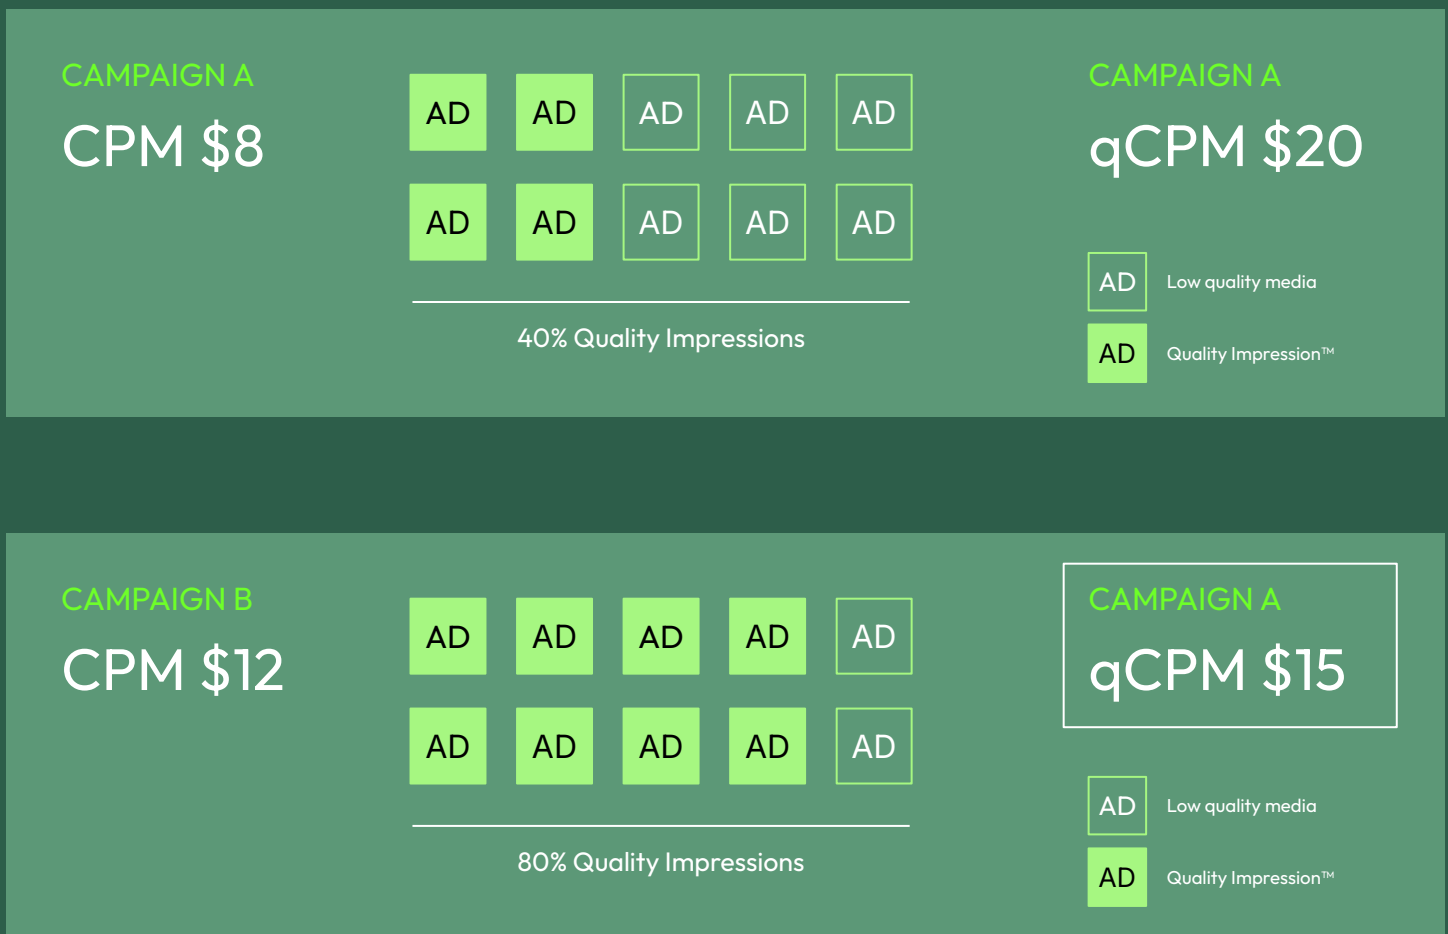 CAMPAIGN A
CPM $8
AD AD AD AD AD
AD AD AD AD AD
40% Quality Impressions
CAMPAIGN A
qCPM $20
AD Low quality media
AD Quality Impression™
CAMPAIGN B
CPM $12
AD AD AD AD AD
AD AD AD AD AD
80% Quality Impressions
CAMPAIGN A
qCPM $15
AD Low quality media
AD Quality Impression™